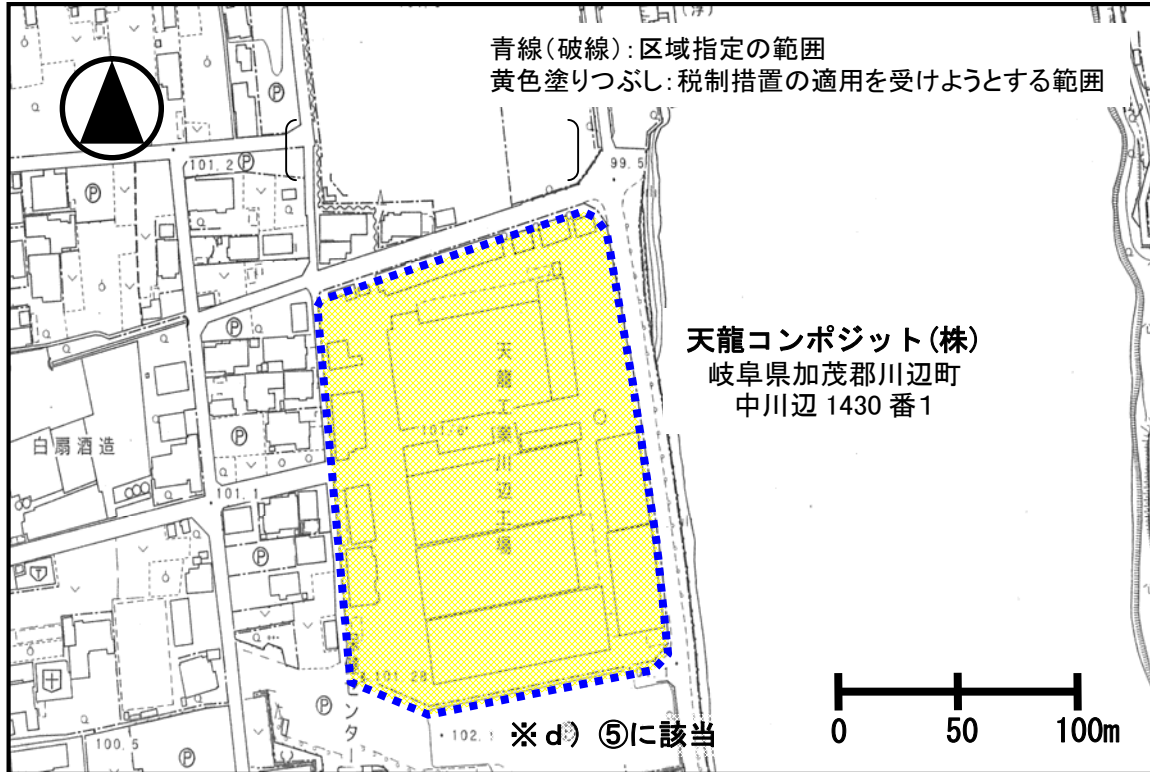 青線(破線):区域指定の範囲
黄色塗りつぶし:税制措置の適用を受けようとする範囲
101.2
Ⓟ
Ⓟ
Ⓟ
Ⓟ
99.5
天龍コンポジット(株)
岐阜県加茂郡川辺町
中川辺 1430 番1
天龍工業川辺工場
101.6
白扇酒造
Ⓟ
101.1
Ⓟ
101.28
Ⓟ
ンター
100.5
102.
※d) ⑤に該当
0 50 100m